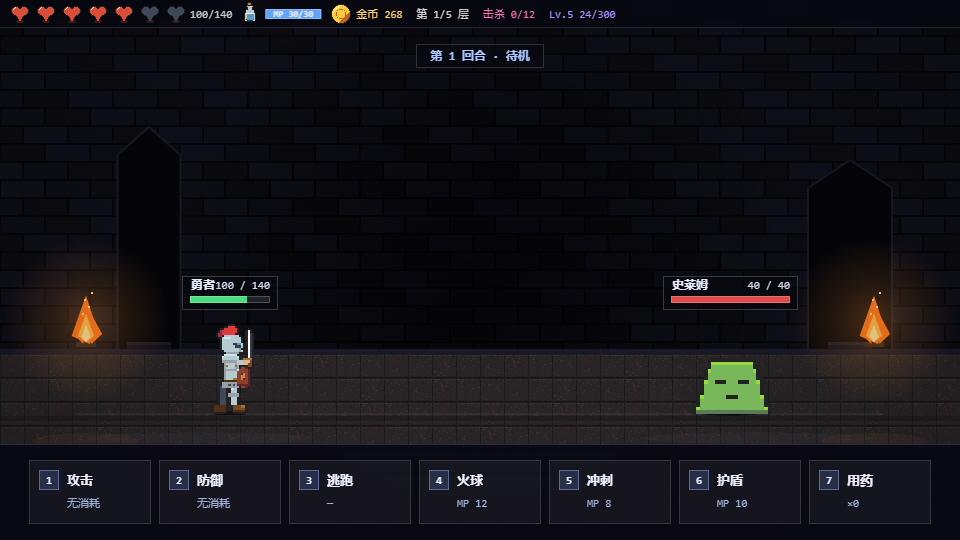 100/140 MP 30/30 金币 268 第 1/5 层 击杀 0/12 Lv.5 24/300
第 1 回合 · 待机
勇者100 / 140
史莱姆 40 / 40
1 攻击 2 防御 3 逃跑 4 火球 5 冲刺 6 护盾 7 用药
无消耗 无消耗 — MP 12 MP 8 MP 10 ×0